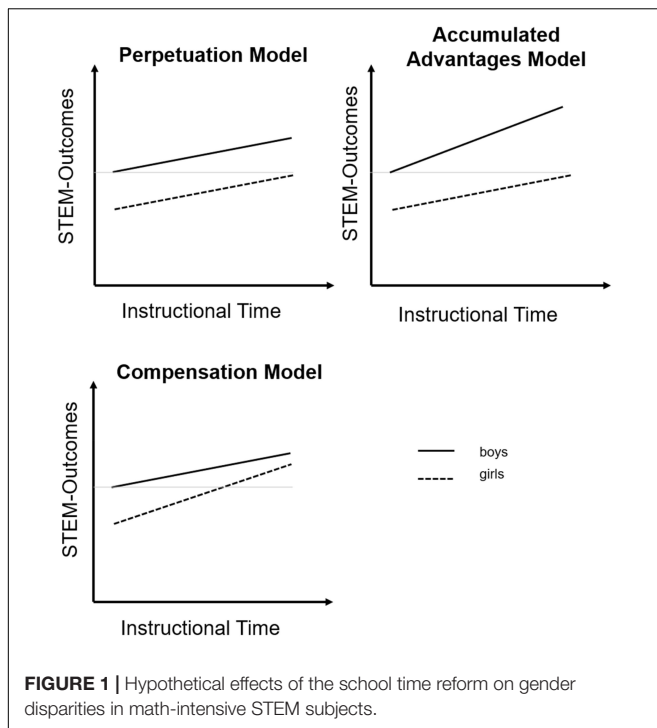 Perpetuation Model
STEM-Outcomes
Instructional Time
Accumulated
Advantages Model
STEM-Outcomes
Instructional Time
Compensation Model
STEM-Outcomes
Instructional Time
boys
girls
FIGURE 1 | Hypothetical effects of the school time reform on gender
disparities in math-intensive STEM subjects.